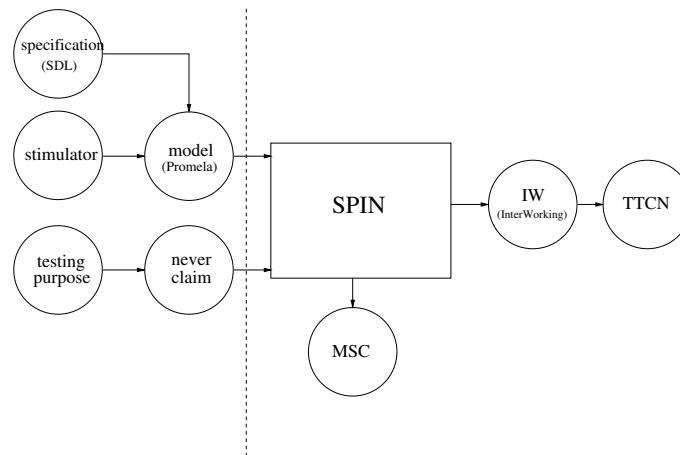 specification
(SDL)
stimulator
model
(Promela)
testing
purpose
never
claim
SPIN
MSC
IW
(InterWorking)
TTCN